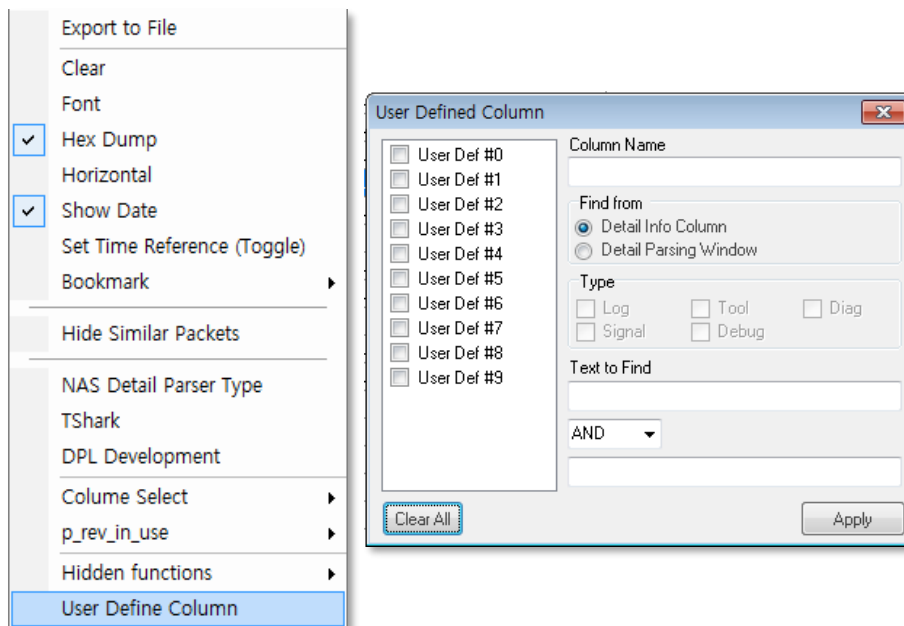 Export to File
Clear
Font
Hex Dump
Horizontal
Show Date
Set Time Reference (Toggle)
Bookmark
Hide Similar Packets
NAS Detail Parser Type
TShark
DPL Development
Colume Select
p_rev_in_use
Hidden functions
User Define Column
User Defined Column
User Def #0
User Def #1
User Def #2
User Def #3
User Def #4
User Def #5
User Def #6
User Def #7
User Def #8
User Def #9
Clear All
Column Name
Find from
Detail Info Column
Detail Parsing Window
Type
Log Tool Diag
Signal Debug
Text to Find
AND
Apply